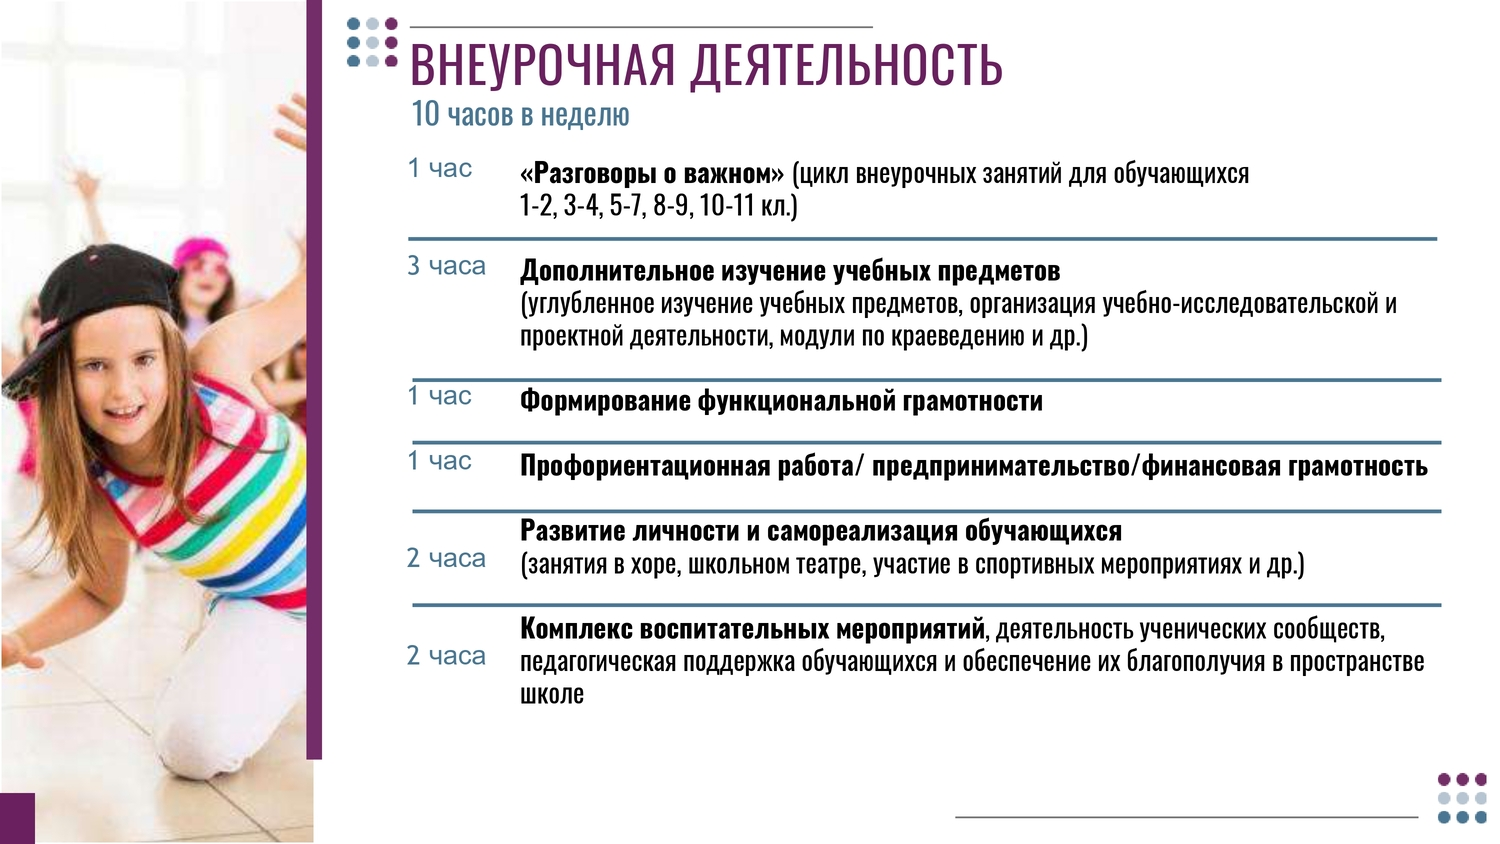 ВНЕУРОЧНАЯ ДЕЯТЕЛЬНОСТЬ
10 часов в неделю
1 час
«Разговоры о важном» (цикл внеурочных занятий для обучающихся
1-2, 3-4, 5-7, 8-9, 10-11 кл.)
3 часа
Дополнительное изучение учебных предметов
(углубленное изучение учебных предметов, организация учебно-исследовательской и
проектной деятельности, модули по краеведению и др.)
1 час
Формирование функциональной грамотности
1 час
Профориентационная работа/ предпринимательство/финансовая грамотность
2 часа
Развитие личности и самореализация обучающихся
(занятия в хоре, школьном театре, участие в спортивных мероприятиях и др.)
2 часа
Комплекс воспитательных мероприятий, деятельность ученических сообществ,
педагогическая поддержка обучающихся и обеспечение их благополучия в пространстве
школе